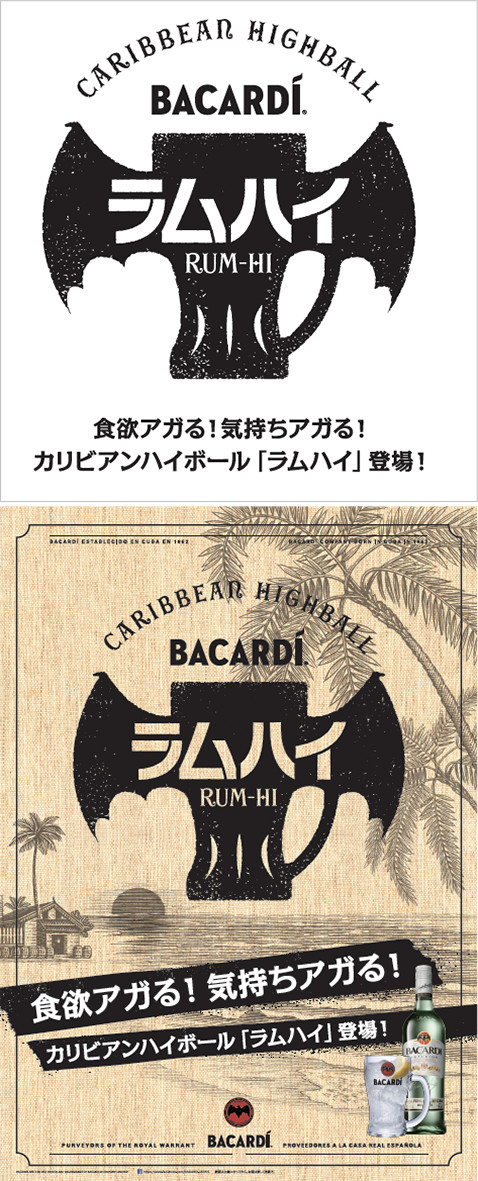 CARIBBEAN HIGHBALL
BACARDÍ®
ラムハイ
RUM-HI
食欲アガる!気持ちアガる!
カリビアンハイボール「ラムハイ」登場!
BACARDÍ ESTABLECIDO EN CUBA EN 1862
BACARDÍ COMPANY BORN IN CUBA IN 1862
CARIBBEAN HIGHBALL
BACARDÍ
ラムハイ
RUM-HI
食欲アガる!気持ちアガる!
カリビアンハイボール「ラムハイ」登場!
BACARDÍ
BACARDÍ
PURVEYORS OF THE ROYAL WARRANT
BACARDÍ.
PROVEEDORES A LA CASA REAL ESPAÑOLA